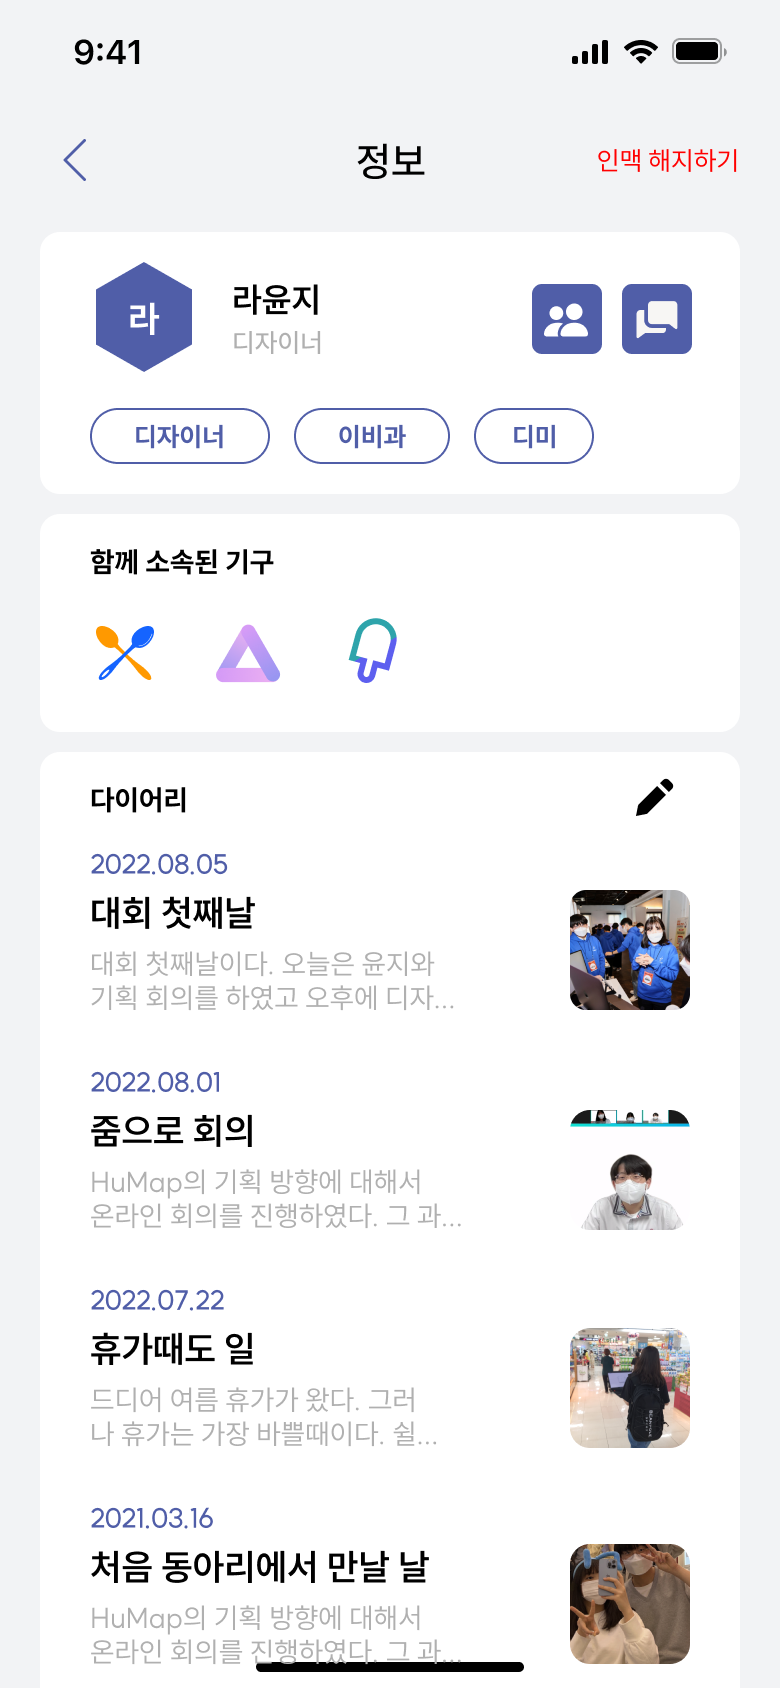 9:41
정보
인맥 해지하기
라
라윤지
디자이너
디자이너
이비과
디미
함께 소속된 기구
다이어리
2022.08.05
대회 첫째날
대회 첫째날이다. 오늘은 윤지와
기획 회의를 하였고 오후에 디자...
2022.08.01
줌으로 회의
HuMap의 기획 방향에 대해서
온라인 회의를 진행하였다. 그 과...
2022.07.22
휴가때도 일
드디어 여름 휴가가 왔다. 그러
나 휴가는 가장 바쁠때이다. 쉴...
2021.03.16
처음 동아리에서 만날 날
HuMap의 기획 방향에 대해서
온라인 회의를 진행하였다. 그 과...